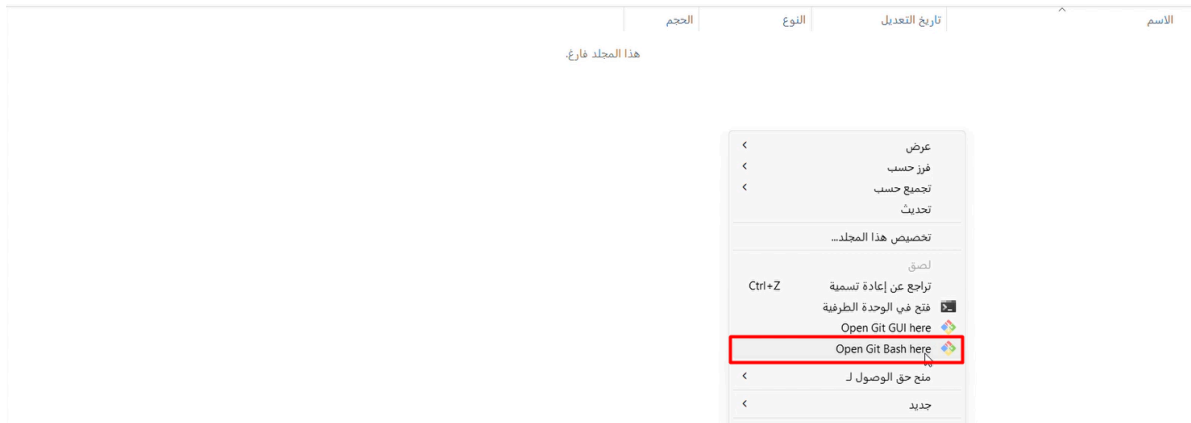 الاسم تاريخ التعديل النوع الحجم
هذا المجلد فارغ.
عرض
فرز حسب
تجميع حسب
تحديث
تخصيص هذا المجلد...
لصق
تراجع عن إعادة تسمية Ctrl+Z
فتح في الوحدة الطرفية
Open Git GUI here
Open Git Bash here
منح حق الوصول لـ
جديد